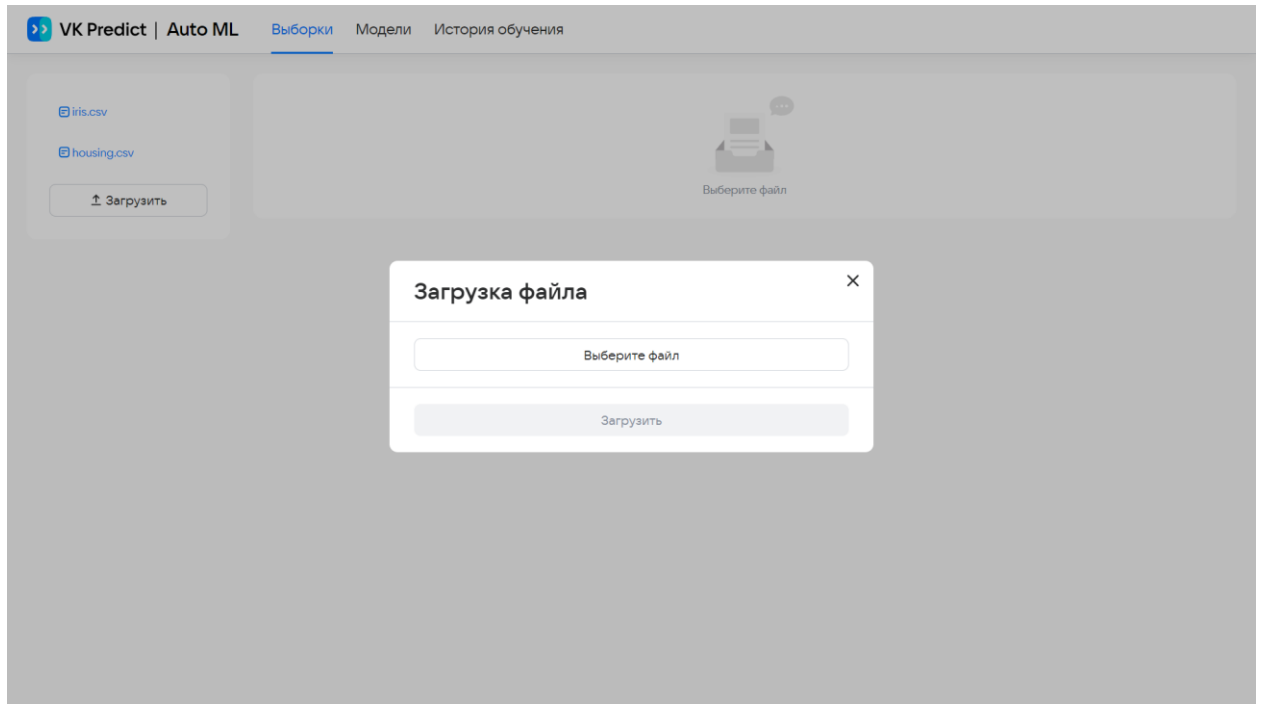 VK Predict | Auto ML Выборки Модели История обучения
iris.csv
housing.csv
Загрузить
Выберите файл
Загрузка файла
Выберите файл
Загрузить